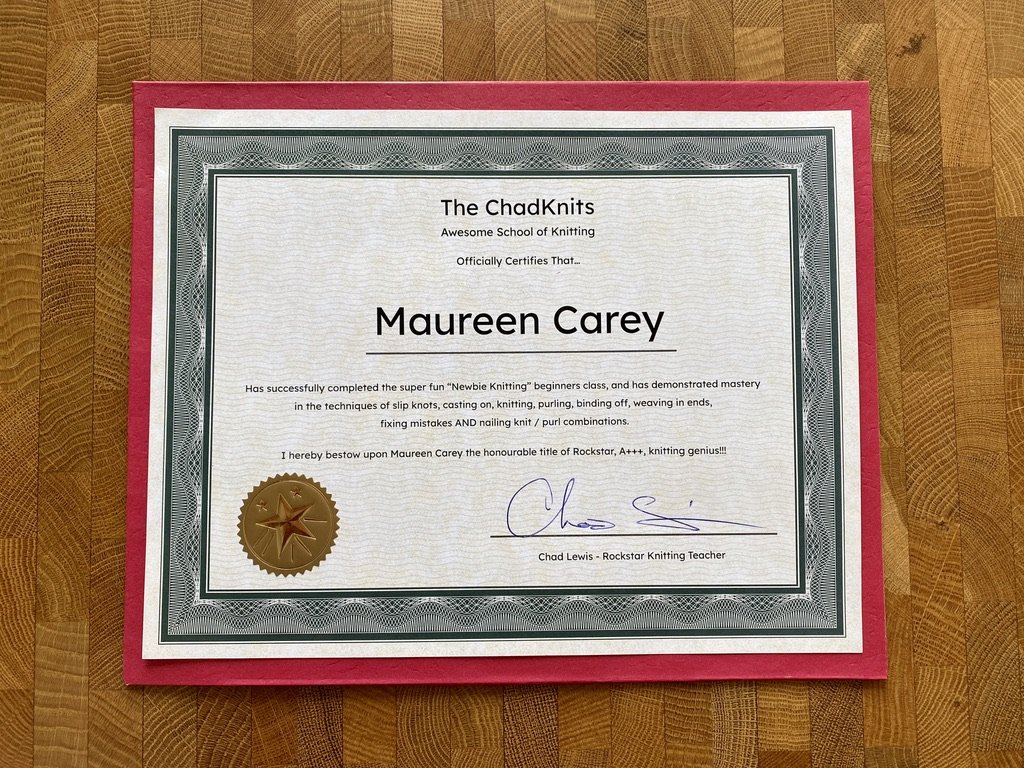 The ChadKnits
Awesome School of Knitting
Officially Certifies That...
Maureen Carey
Has successfully completed the super fun “Newbie Knitting” beginners class, and has demonstrated mastery
in the techniques of slip knots, casting on, knitting, purling, binding off, weaving in ends,
fixing mistakes AND nailing knit / purl combinations.
I hereby bestow upon Maureen Carey the honourable title of Rockstar, A+++, knitting genius!!!
Chad Lewis - Rockstar Knitting Teacher